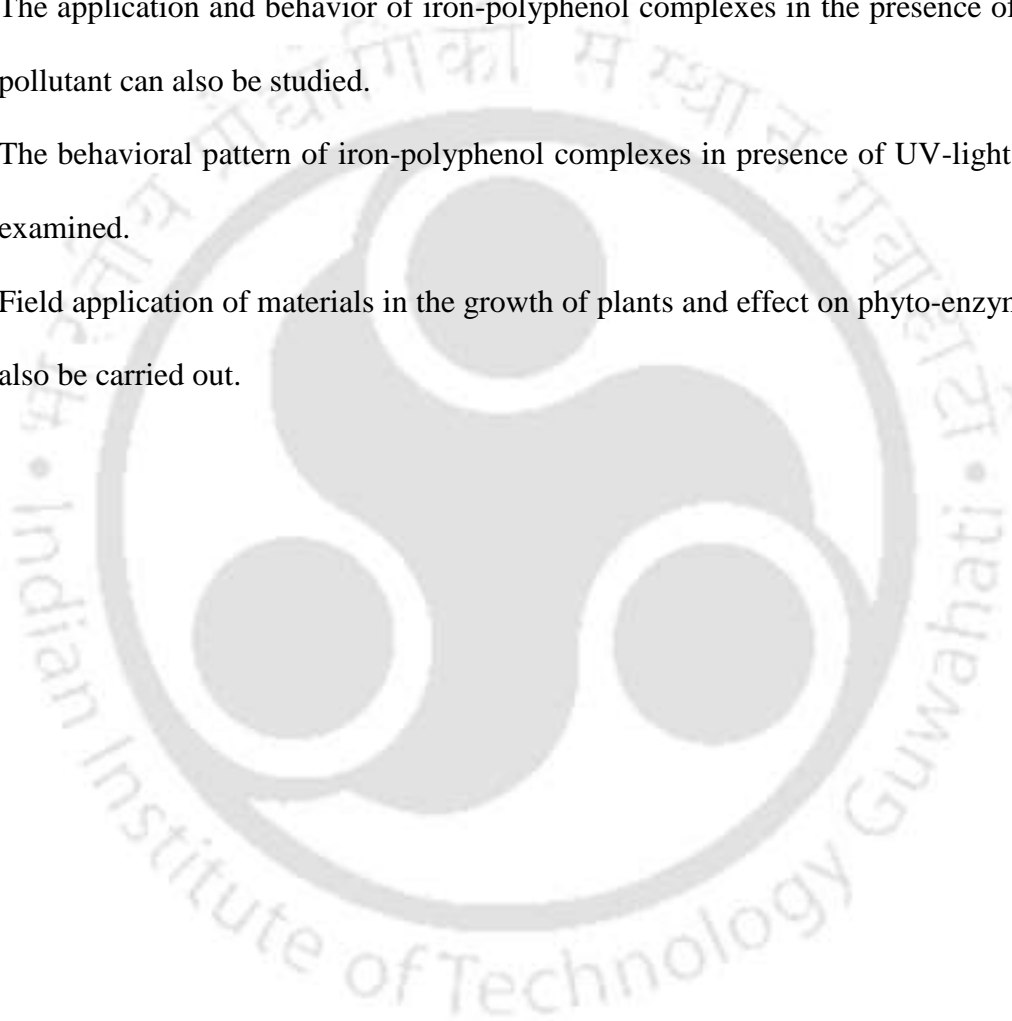 The application and behavior of iron-polyphenol complexes in the presence of
pollutant can also be studied.
The behavioral pattern of iron-polyphenol complexes in presence of UV-light
examined.
Field application of materials in the growth of plants and effect on phyto-enzyn
also be carried out.
Indian Institute of Technology Guwahati